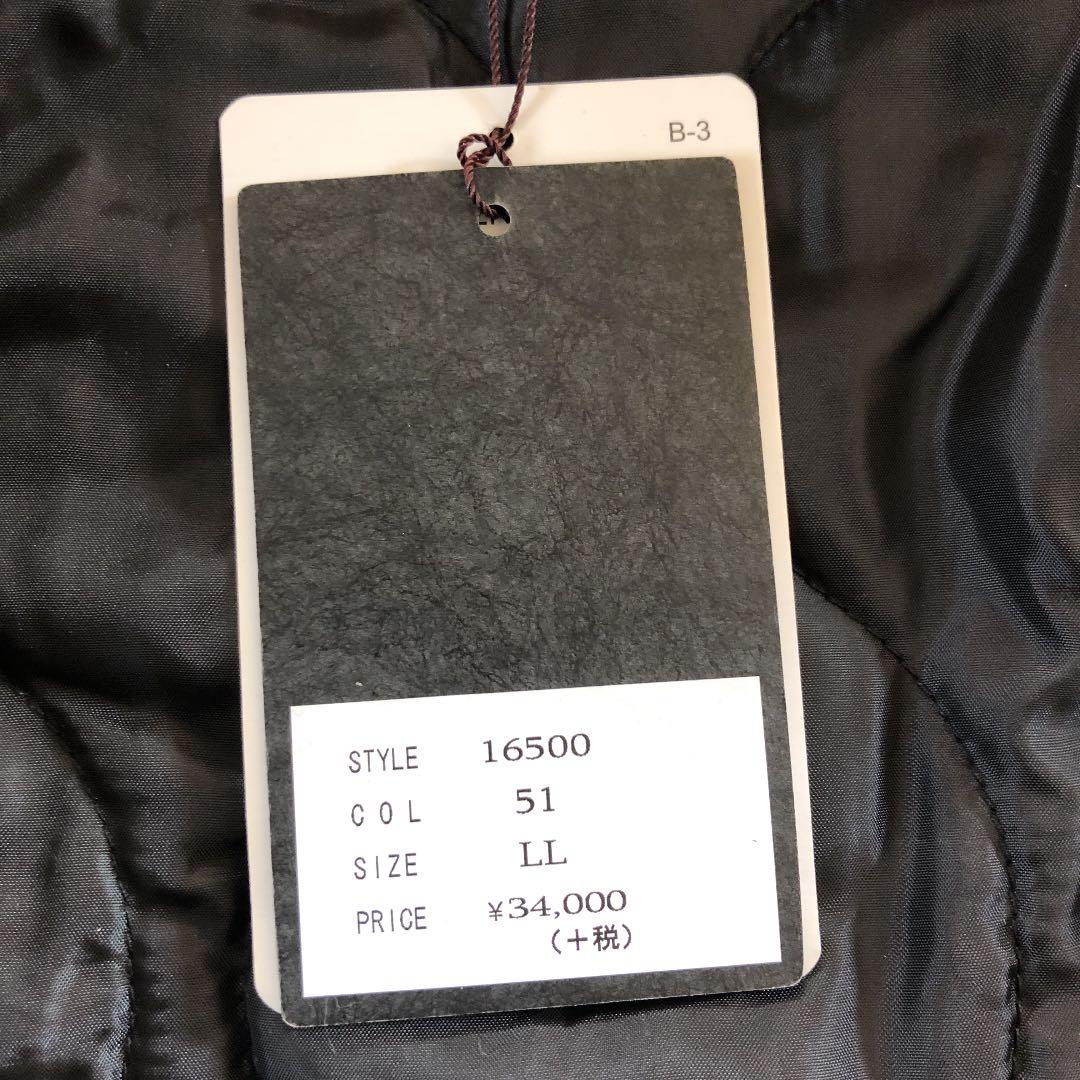 B-3
STYLE 16500
COL 51
SIZE LL
PRICE ¥34,000
(+税)